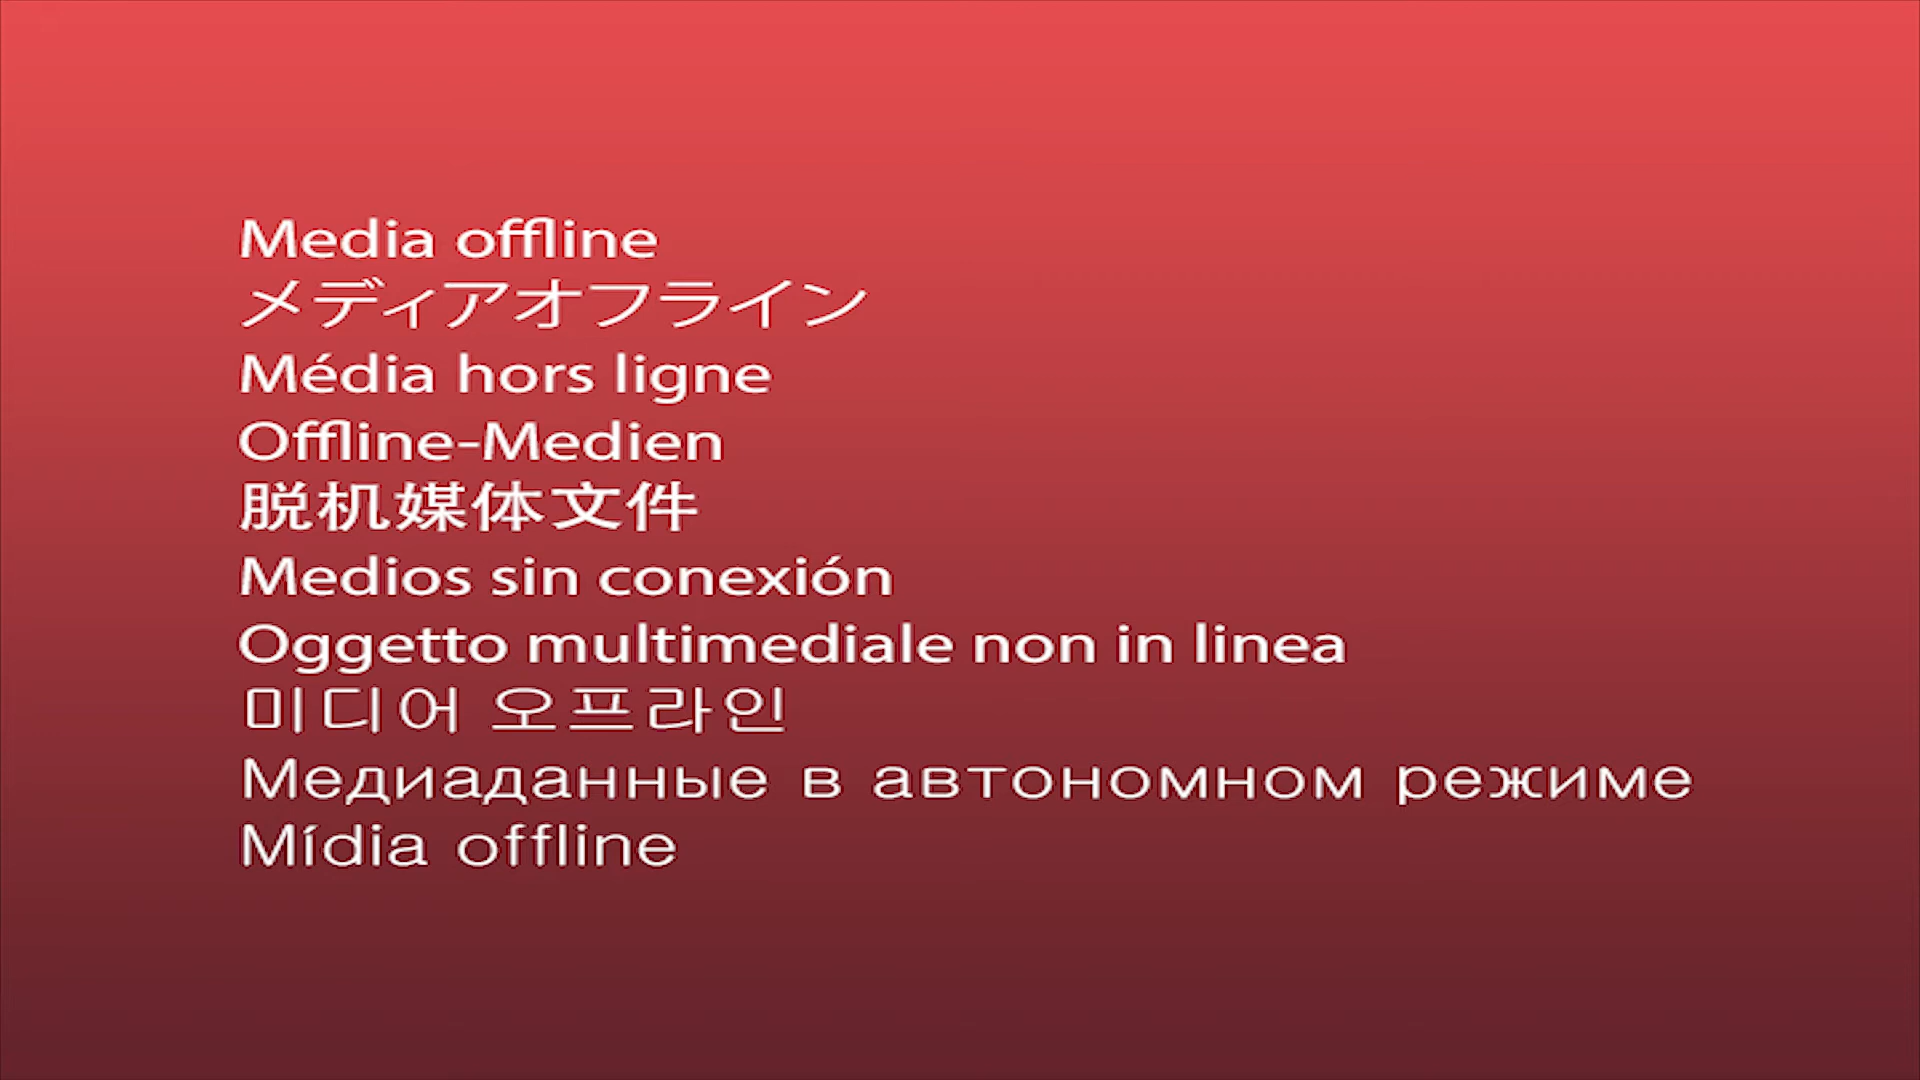 Media offline
メディアオフライン
Média hors ligne
Offline-Medien
脱机媒体文件
Medios sin conexión
Oggetto multimediale non in linea
미디어 오프라인
Медиаданные в автономном режиме
Mídia offline